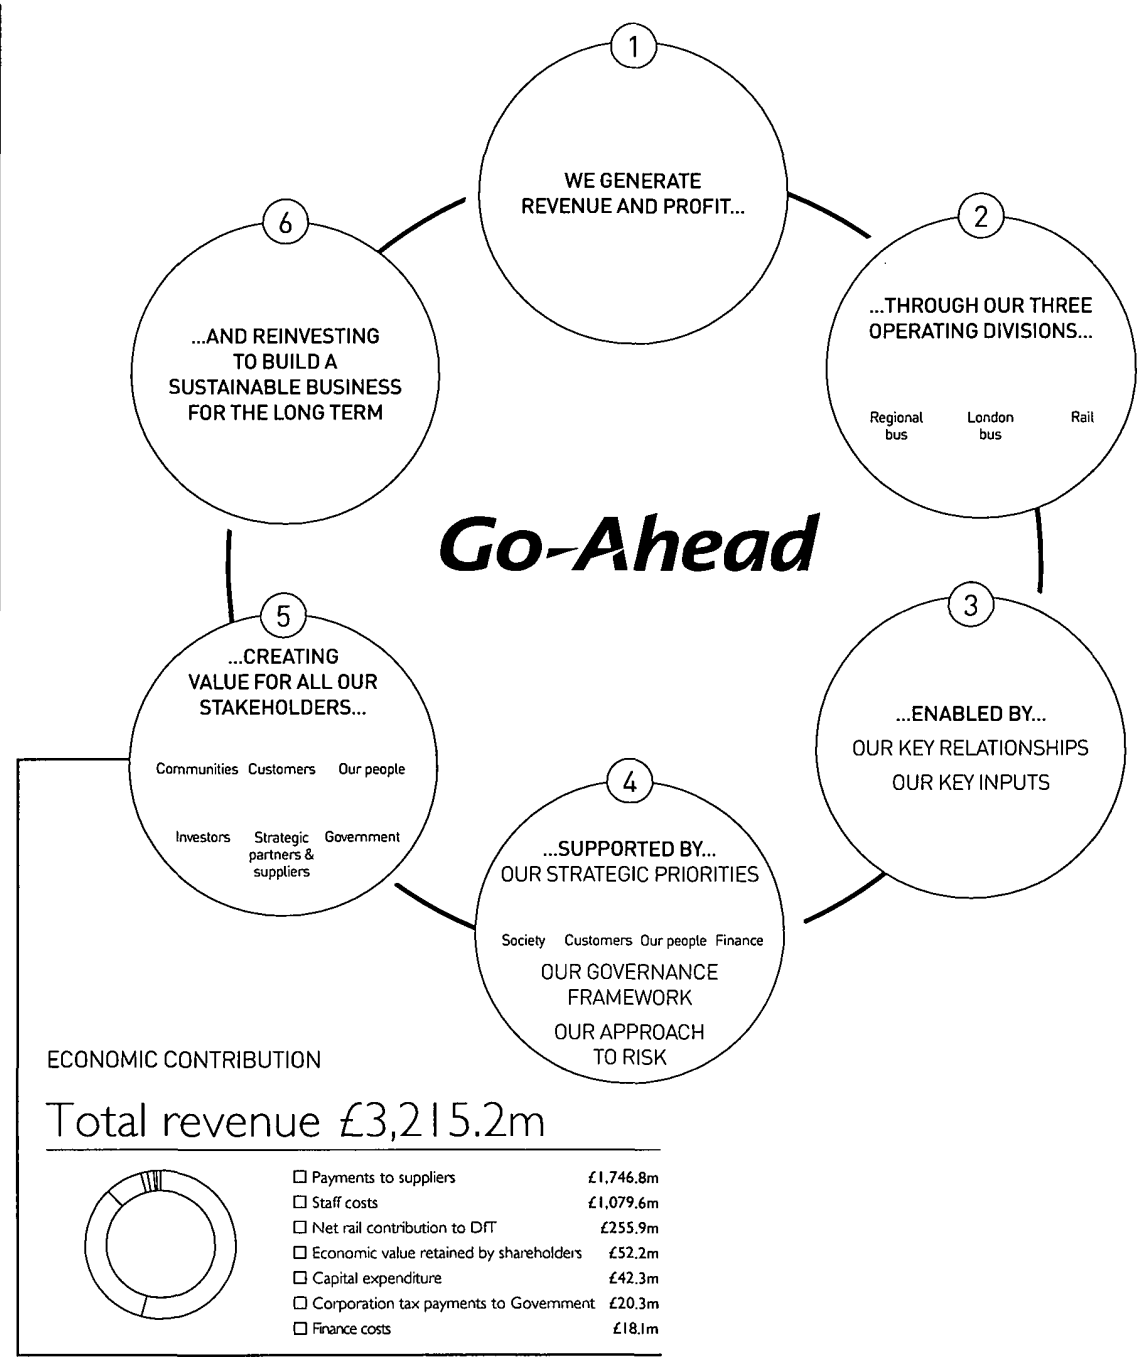 1
WE GENERATE
REVENUE AND PROFIT...
2
...THROUGH OUR THREE
OPERATING DIVISIONS...
Regional
bus
London
bus
Rail
3
...ENABLED BY...
OUR KEY RELATIONSHIPS
OUR KEY INPUTS
4
...SUPPORTED BY...
OUR STRATEGIC PRIORITIES
Society Customers Our people Finance
OUR GOVERNANCE
FRAMEWORK
OUR APPROACH
TO RISK
5
...CREATING
VALUE FOR ALL OUR
STAKEHOLDERS...
Communities Customers Our people
Investors
Strategic
partners &
suppliers
Government
6
...AND REINVESTING
TO BUILD A
SUSTAINABLE BUSINESS
FOR THE LONG TERM
Go-Ahead
ECONOMIC CONTRIBUTION
Total revenue £3,215.2m
Payments to suppliers £1,746.8m
Staff costs £1,079.6m
Net rail contribution to DfT £255.9m
Economic value retained by shareholders £52.2m
Capital expenditure £42.3m
Corporation tax payments to Government £20.3m
Finance costs £18.1m